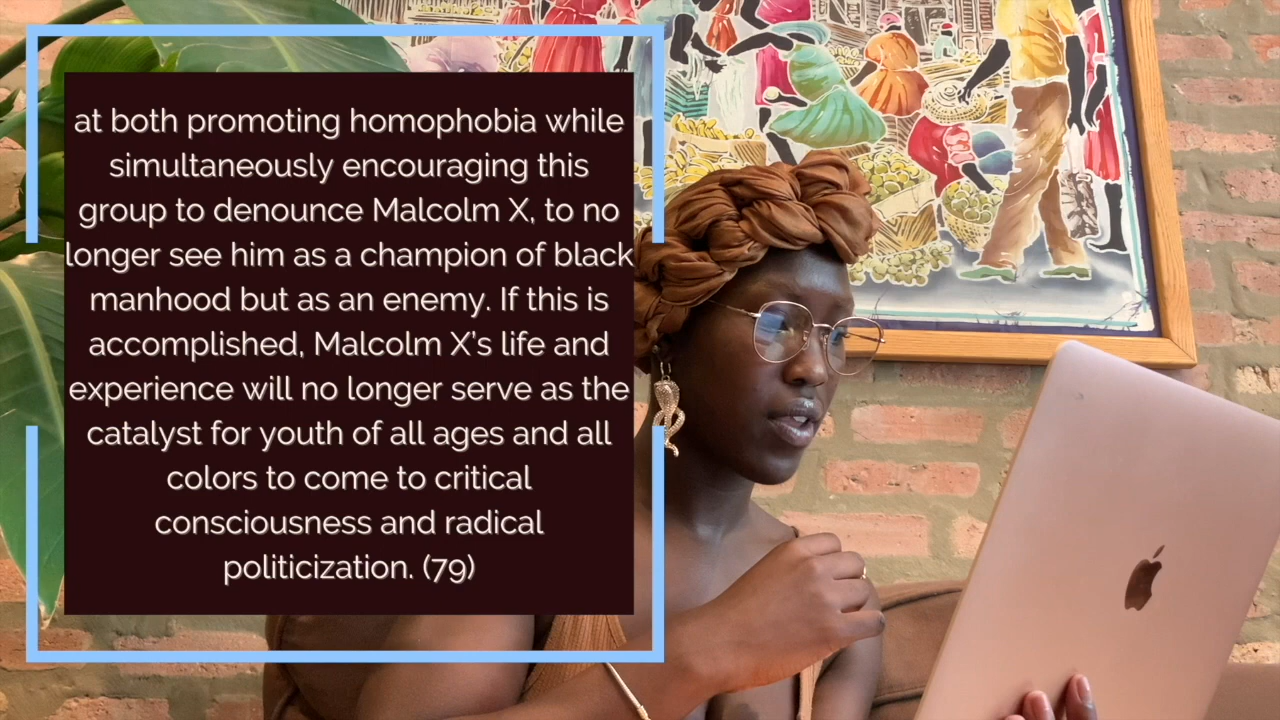 at both promoting homophobia while
simultaneously encouraging this
group to denounce Malcolm X, to no
longer see him as a champion of black
manhood but as an enemy. If this is
accomplished, Malcolm X’s life and
experience will no longer serve as the
catalyst for youth of all ages and all
colors to come to critical
consciousness and radical
politicization. (79)